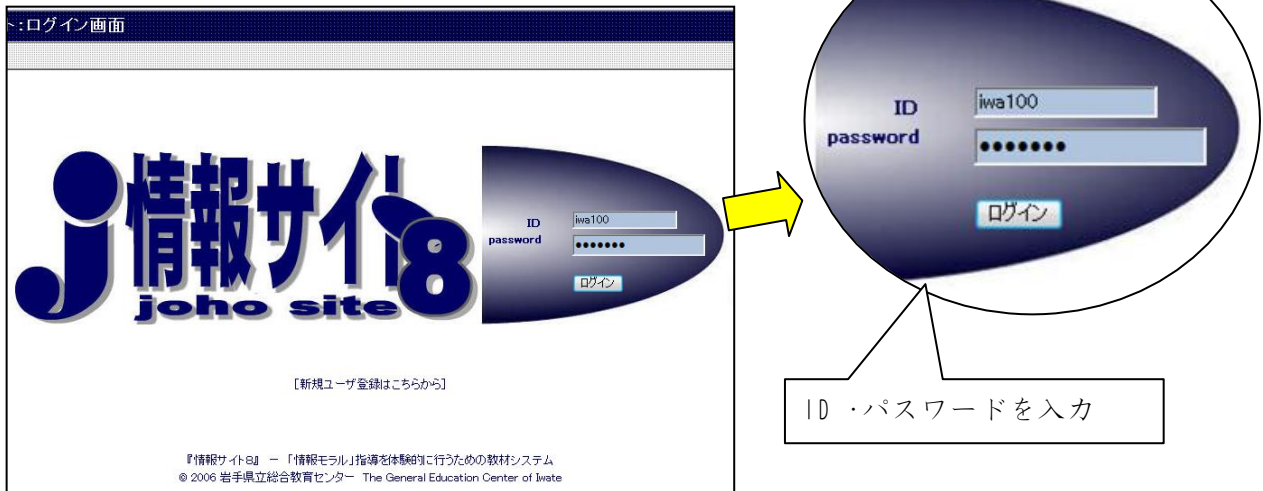 ト:ログイン画面
j情報サイト8
joho site
ID iwa100
password •••••••
ログイン
[新規ユーザ登録はこちらから]
『情報サイト8』 ー 「情報モラル」指導を体験的に行うための教材システム
© 2006 岩手県立総合教育センター The General Education Center of Iwate
ID iwa100
password •••••••
ログイン
ID・パスワードを入力